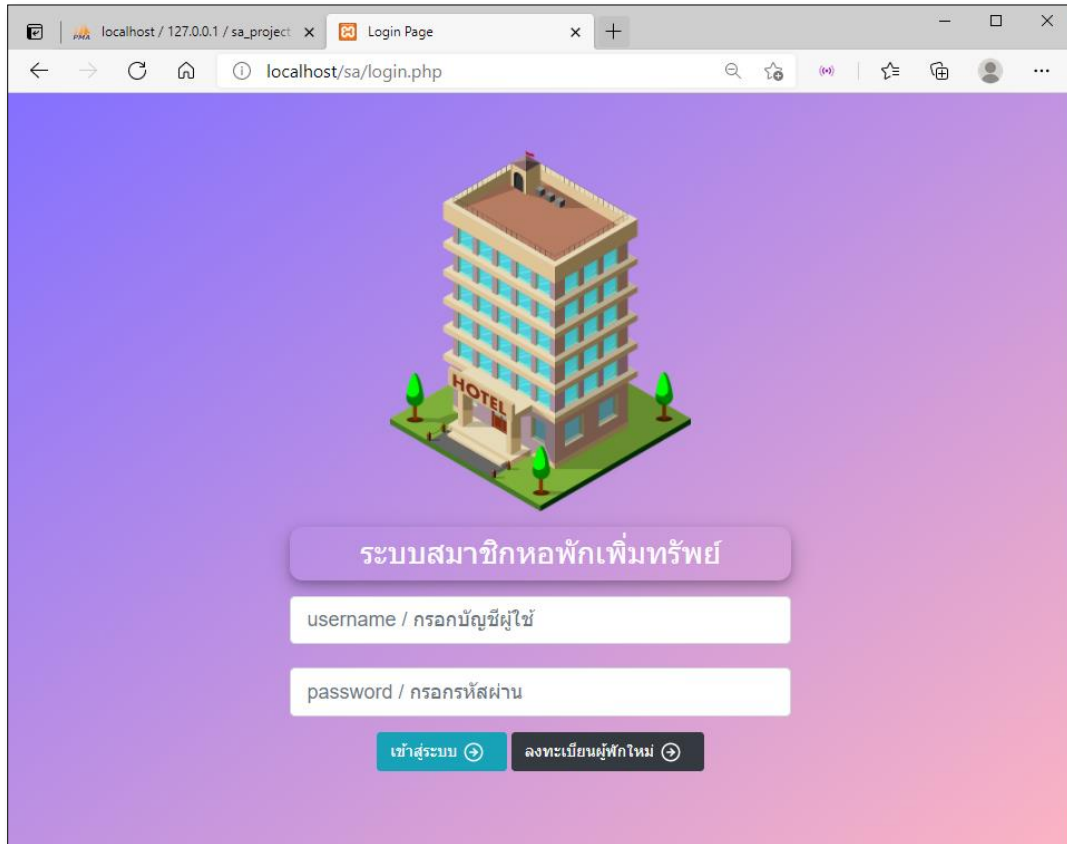 PMA localhost / 127.0.0.1 / sa_project
Login Page
localhost/sa/login.php
HOTEL
ระบบสมาชิกหอพักเพิ่มทรัพย์
username / กรอกบัญชีผู้ใช้
password / กรอกรหัสผ่าน
เข้าสู่ระบบ
ลงทะเบียนผู้พักใหม่